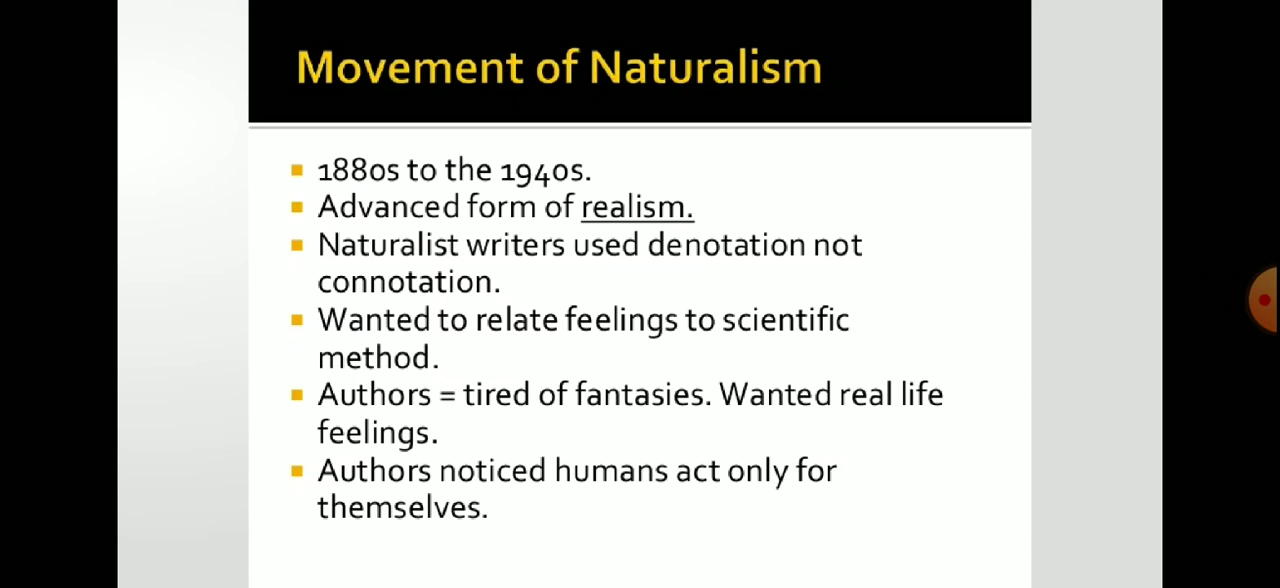 Movement of Naturalism
1880s to the 1940s.
Advanced form of realism.
Naturalist writers used denotation not
connotation.
Wanted to relate feelings to scientific
method.
Authors = tired of fantasies. Wanted real life
feelings.
Authors noticed humans act only for
themselves.